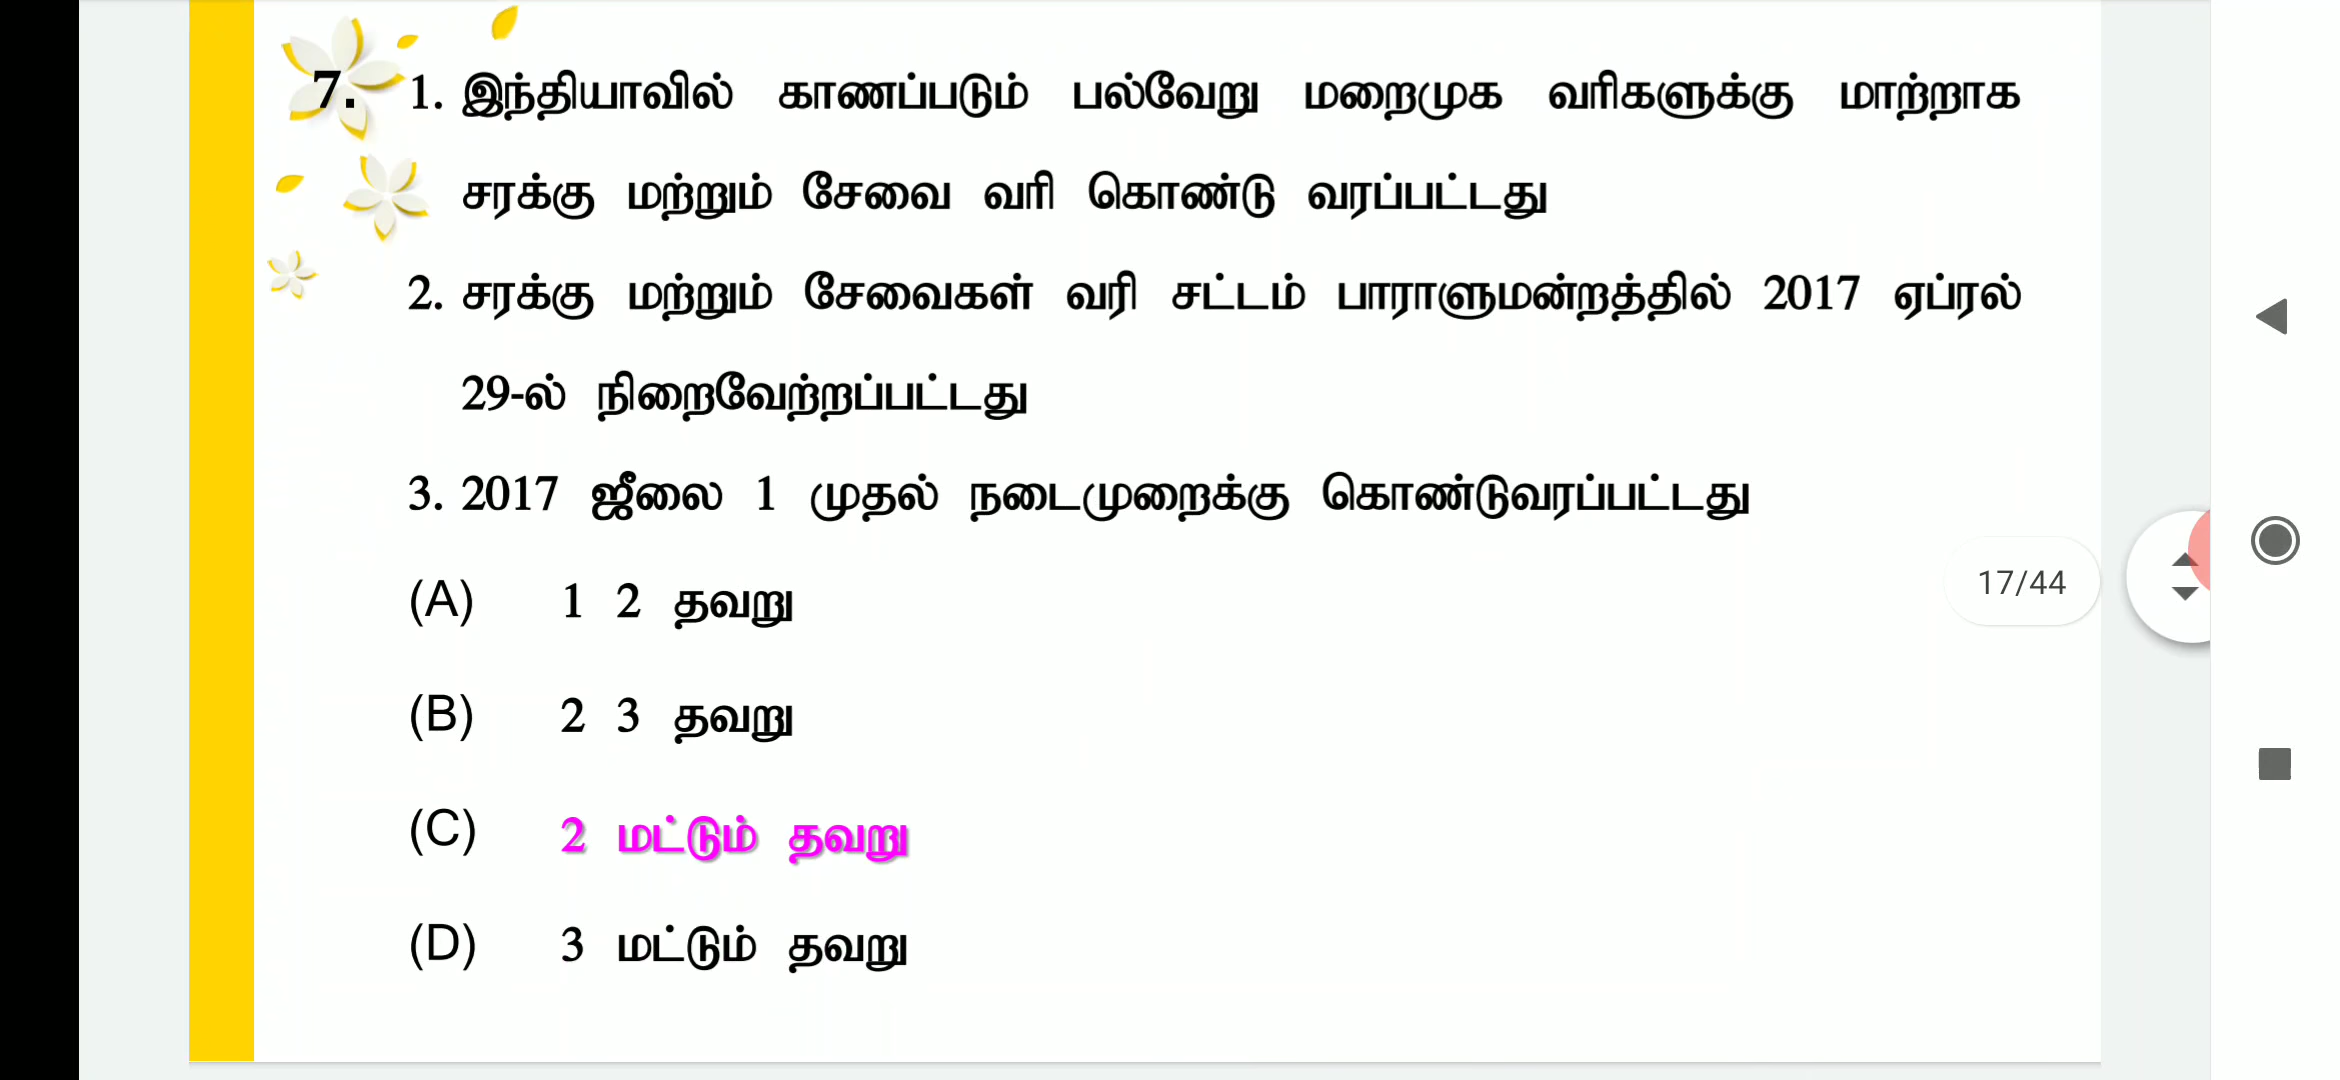 7. 1. இந்தியாவில் காணப்படும் பல்வேறு மறைமுக வரிகளுக்கு மாற்றாக
சரக்கு மற்றும் சேவை வரி கொண்டு வரப்பட்டது
2. சரக்கு மற்றும் சேவைகள் வரி சட்டம் பாராளுமன்றத்தில் 2017 ஏப்ரல்
29-ல் நிறைவேற்றப்பட்டது
3. 2017 ஜீலை 1 முதல் நடைமுறைக்கு கொண்டுவரப்பட்டது
(A) 1 2 தவறு
17/44
(B) 2 3 தவறு
(C) 2 மட்டும் தவறு
(D) 3 மட்டும் தவறு